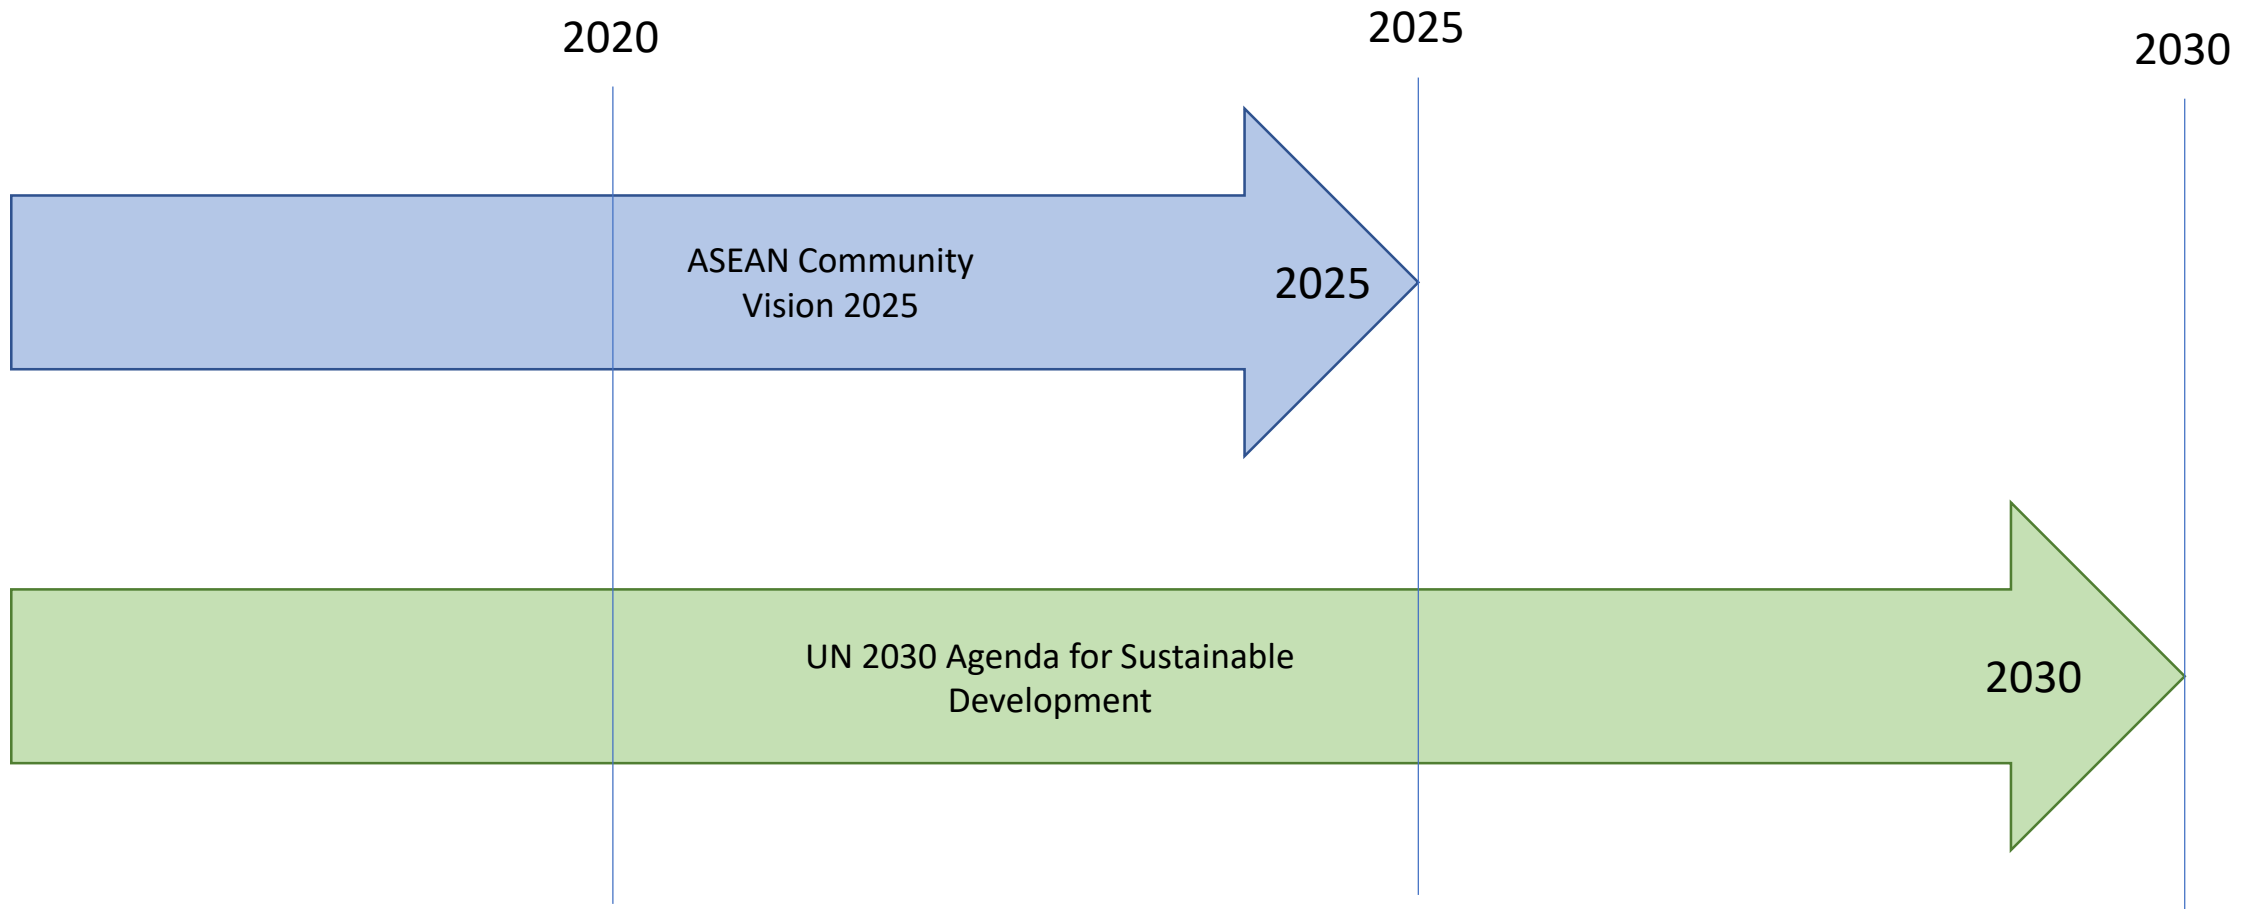 2020
2025
2030
ASEAN Community
Vision 2025
2025
UN 2030 Agenda for Sustainable
Development
2030